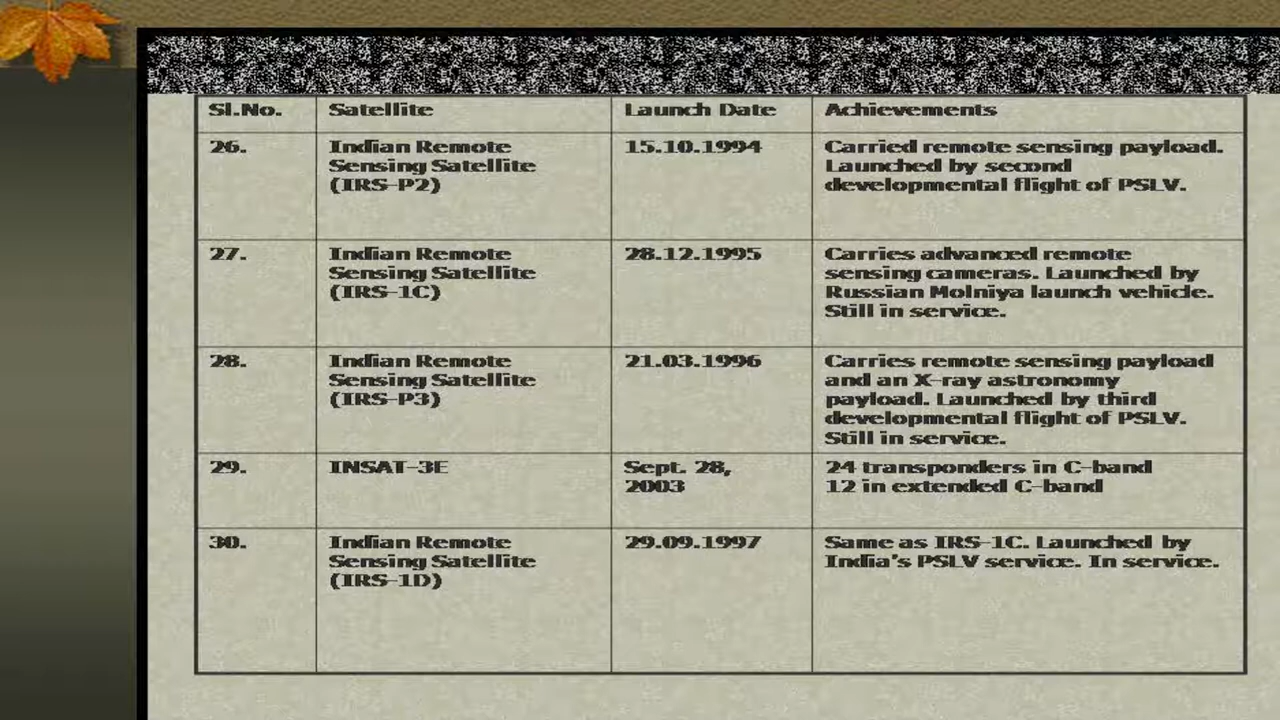 Sl.No. Satellite Launch Date Achievements
26. Indian Remote 15.10.1994 Carried remote sensing payload.
Sensing Satellite Launched by second
(IRS-P2) developmental flight of PSLV.
27. Indian Remote 28.12.1995 Carries advanced remote
Sensing Satellite sensing cameras. Launched by
(IRS-1C) Russian Molniya launch vehicle.
Still in service.
28. Indian Remote 21.03.1996 Carries remote sensing payload
Sensing Satellite and an X-ray astronomy
(IRS-P3) payload. Launched by third
developmental flight of PSLV.
Still in service.
29. INSAT-3E Sept. 28, 24 transponders in C-band
2003 12 in extended C-band
30. Indian Remote 29.09.1997 Same as IRS-1C. Launched by
Sensing Satellite India's PSLV service. In service.
(IRS-1D)